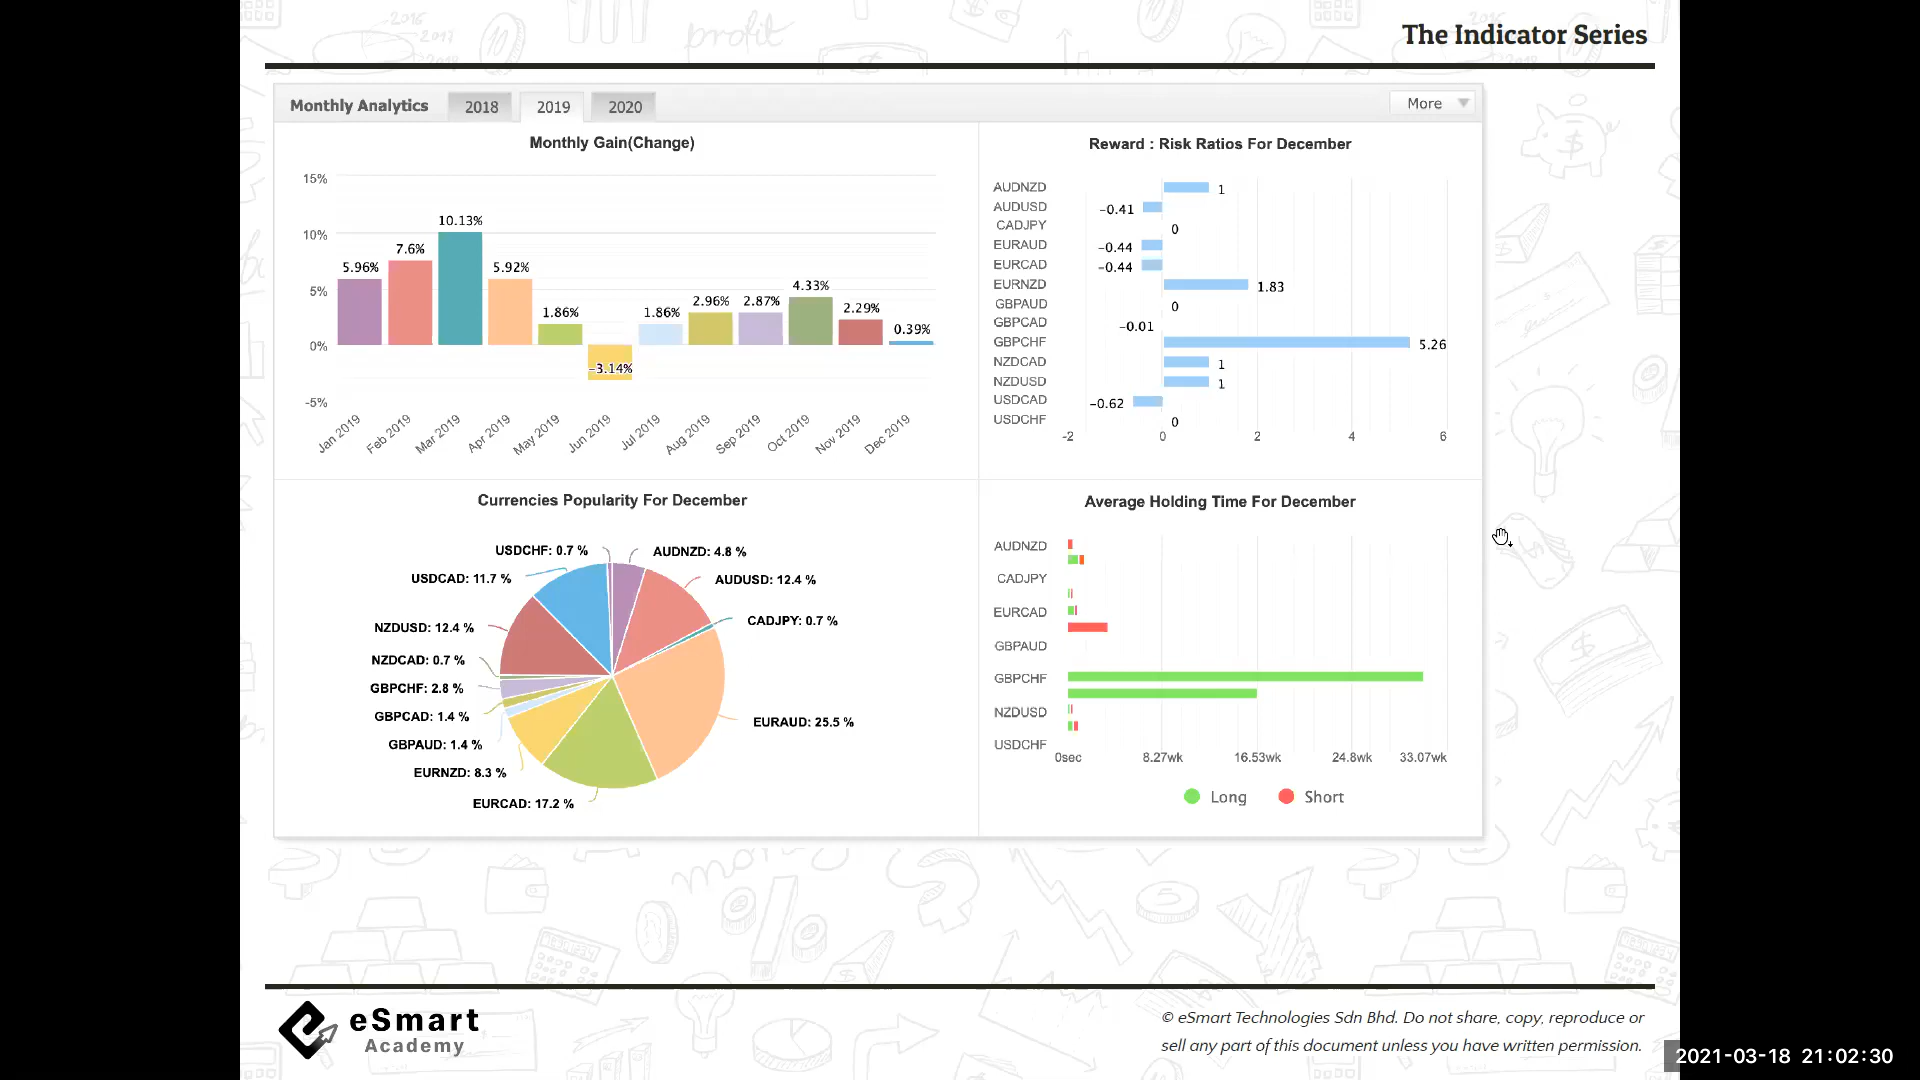 The Indicator Series
Monthly Analytics
2018
2019
2020
More
Monthly Gain(Change)
15%
10%
5%
0%
-5%
5.96%
7.6%
10.13%
5.92%
1.86%
-3.14%
1.86%
2.96%
2.87%
4.33%
2.29%
0.39%
Jan 2019
Feb 2019
Mar 2019
Apr 2019
May 2019
Jun 2019
Jul 2019
Aug 2019
Sep 2019
Oct 2019
Nov 2019
Dec 2019
Reward : Risk Ratios For December
AUDNZD 1
AUDUSD -0.41
CADJPY 0
EURAUD -0.44
EURCAD -0.44
EURNZD 1.83
GBPAUD 0
GBPCAD -0.01
GBPCHF 5.26
NZDCAD 1
NZDUSD 1
USDCAD -0.62
USDCHF 0
-2 0 2 4 6
Currencies Popularity For December
USDCHF: 0.7 %
AUDNZD: 4.8 %
USDCAD: 11.7 %
AUDUSD: 12.4 %
CADJPY: 0.7 %
NZDUSD: 12.4 %
NZDCAD: 0.7 %
GBPCHF: 2.8 %
GBPCAD: 1.4 %
EURAUD: 25.5 %
GBPAUD: 1.4 %
EURNZD: 8.3 %
EURCAD: 17.2 %
Average Holding Time For December
AUDNZD
CADJPY
EURCAD
GBPAUD
GBPCHF
NZDUSD
USDCHF
0sec 8.27wk 16.53wk 24.8wk 33.07wk
Long Short
eSmart
Academy
© eSmart Technologies Sdn Bhd. Do not share, copy, reproduce or
sell any part of this document unless you have written permission.
2021-03-18 21:02:30